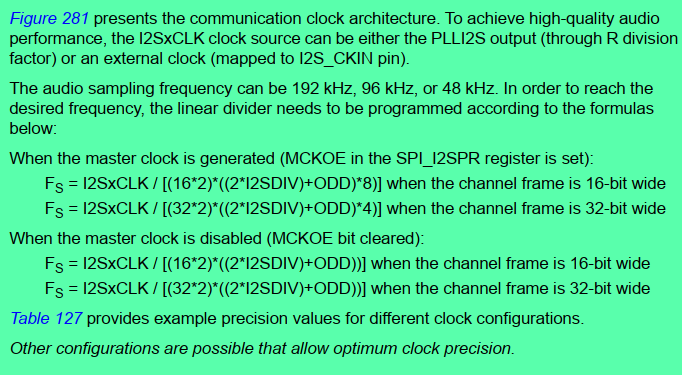 Figure 281 presents the communication clock architecture. To achieve high-quality audio
performance, the I2SxCLK clock source can be either the PLLI2S output (through R division
factor) or an external clock (mapped to I2S_CKIN pin).
The audio sampling frequency can be 192 kHz, 96 kHz, or 48 kHz. In order to reach the
desired frequency, the linear divider needs to be programmed according to the formulas
below:
When the master clock is generated (MCKOE in the SPI_I2SPR register is set):
FS = I2SxCLK / [(16*2)*((2*I2SDIV)+ODD)*8)] when the channel frame is 16-bit wide
FS = I2SxCLK / [(32*2)*((2*I2SDIV)+ODD)*4)] when the channel frame is 32-bit wide
When the master clock is disabled (MCKOE bit cleared):
FS = I2SxCLK / [(16*2)*((2*I2SDIV)+ODD))] when the channel frame is 16-bit wide
FS = I2SxCLK / [(32*2)*((2*I2SDIV)+ODD))] when the channel frame is 32-bit wide
Table 127 provides example precision values for different clock configurations.
Other configurations are possible that allow optimum clock precision.